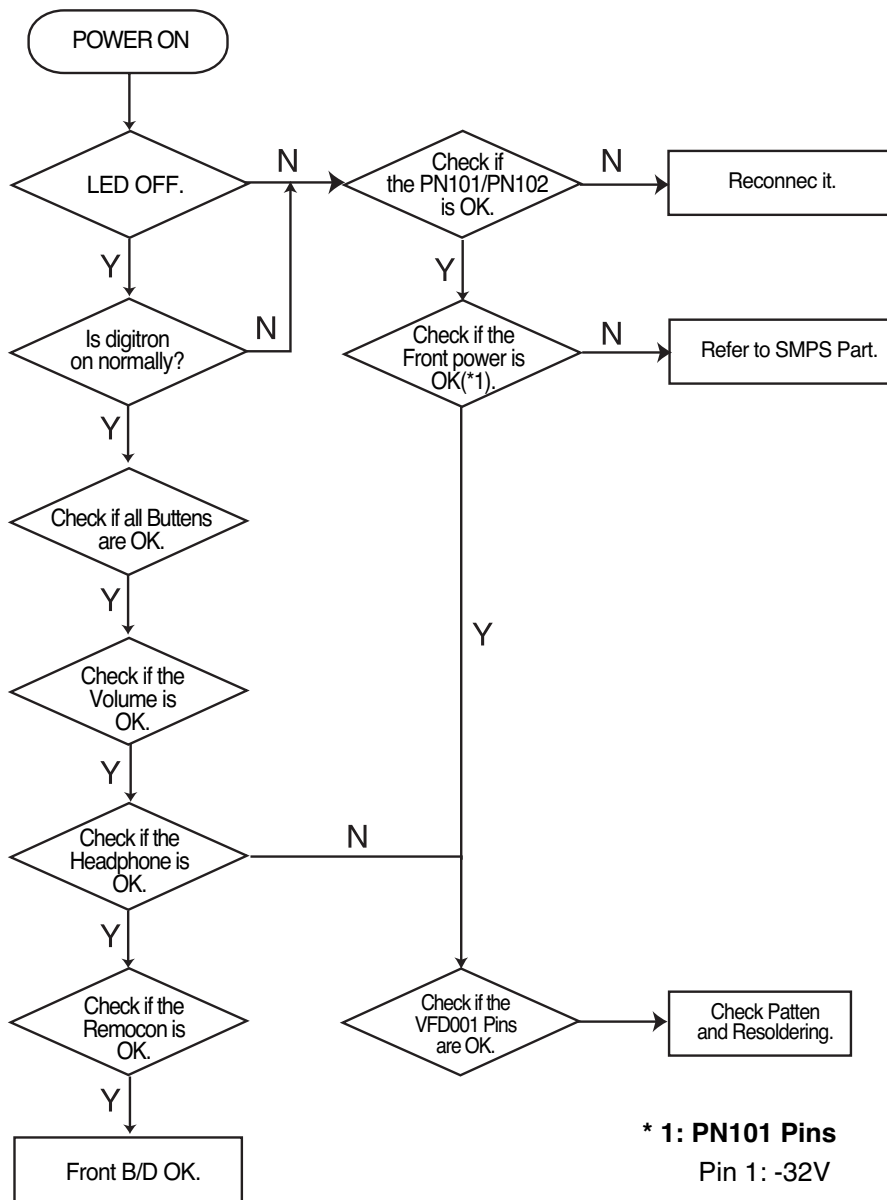 POWER ON
LED OFF.
N
Check if
the PN101/PN102
is OK.
N
Reconnec it.
Y
Y
Is digitron
on normally?
N
Check if the
Front power is
OK(*1).
N
Refer to SMPS Part.
Y
Check if all Buttens
are OK.
Y
Check if the
Volume is
OK.
Y
Y
Check if the
Headphone is
OK.
N
Y
Check if the
Remocon is
OK.
Check if the
VFD001 Pins
are OK.
Check Patten
and Resoldering.
Y
Front B/D OK.
* 1: PN101 Pins
Pin 1: -32V